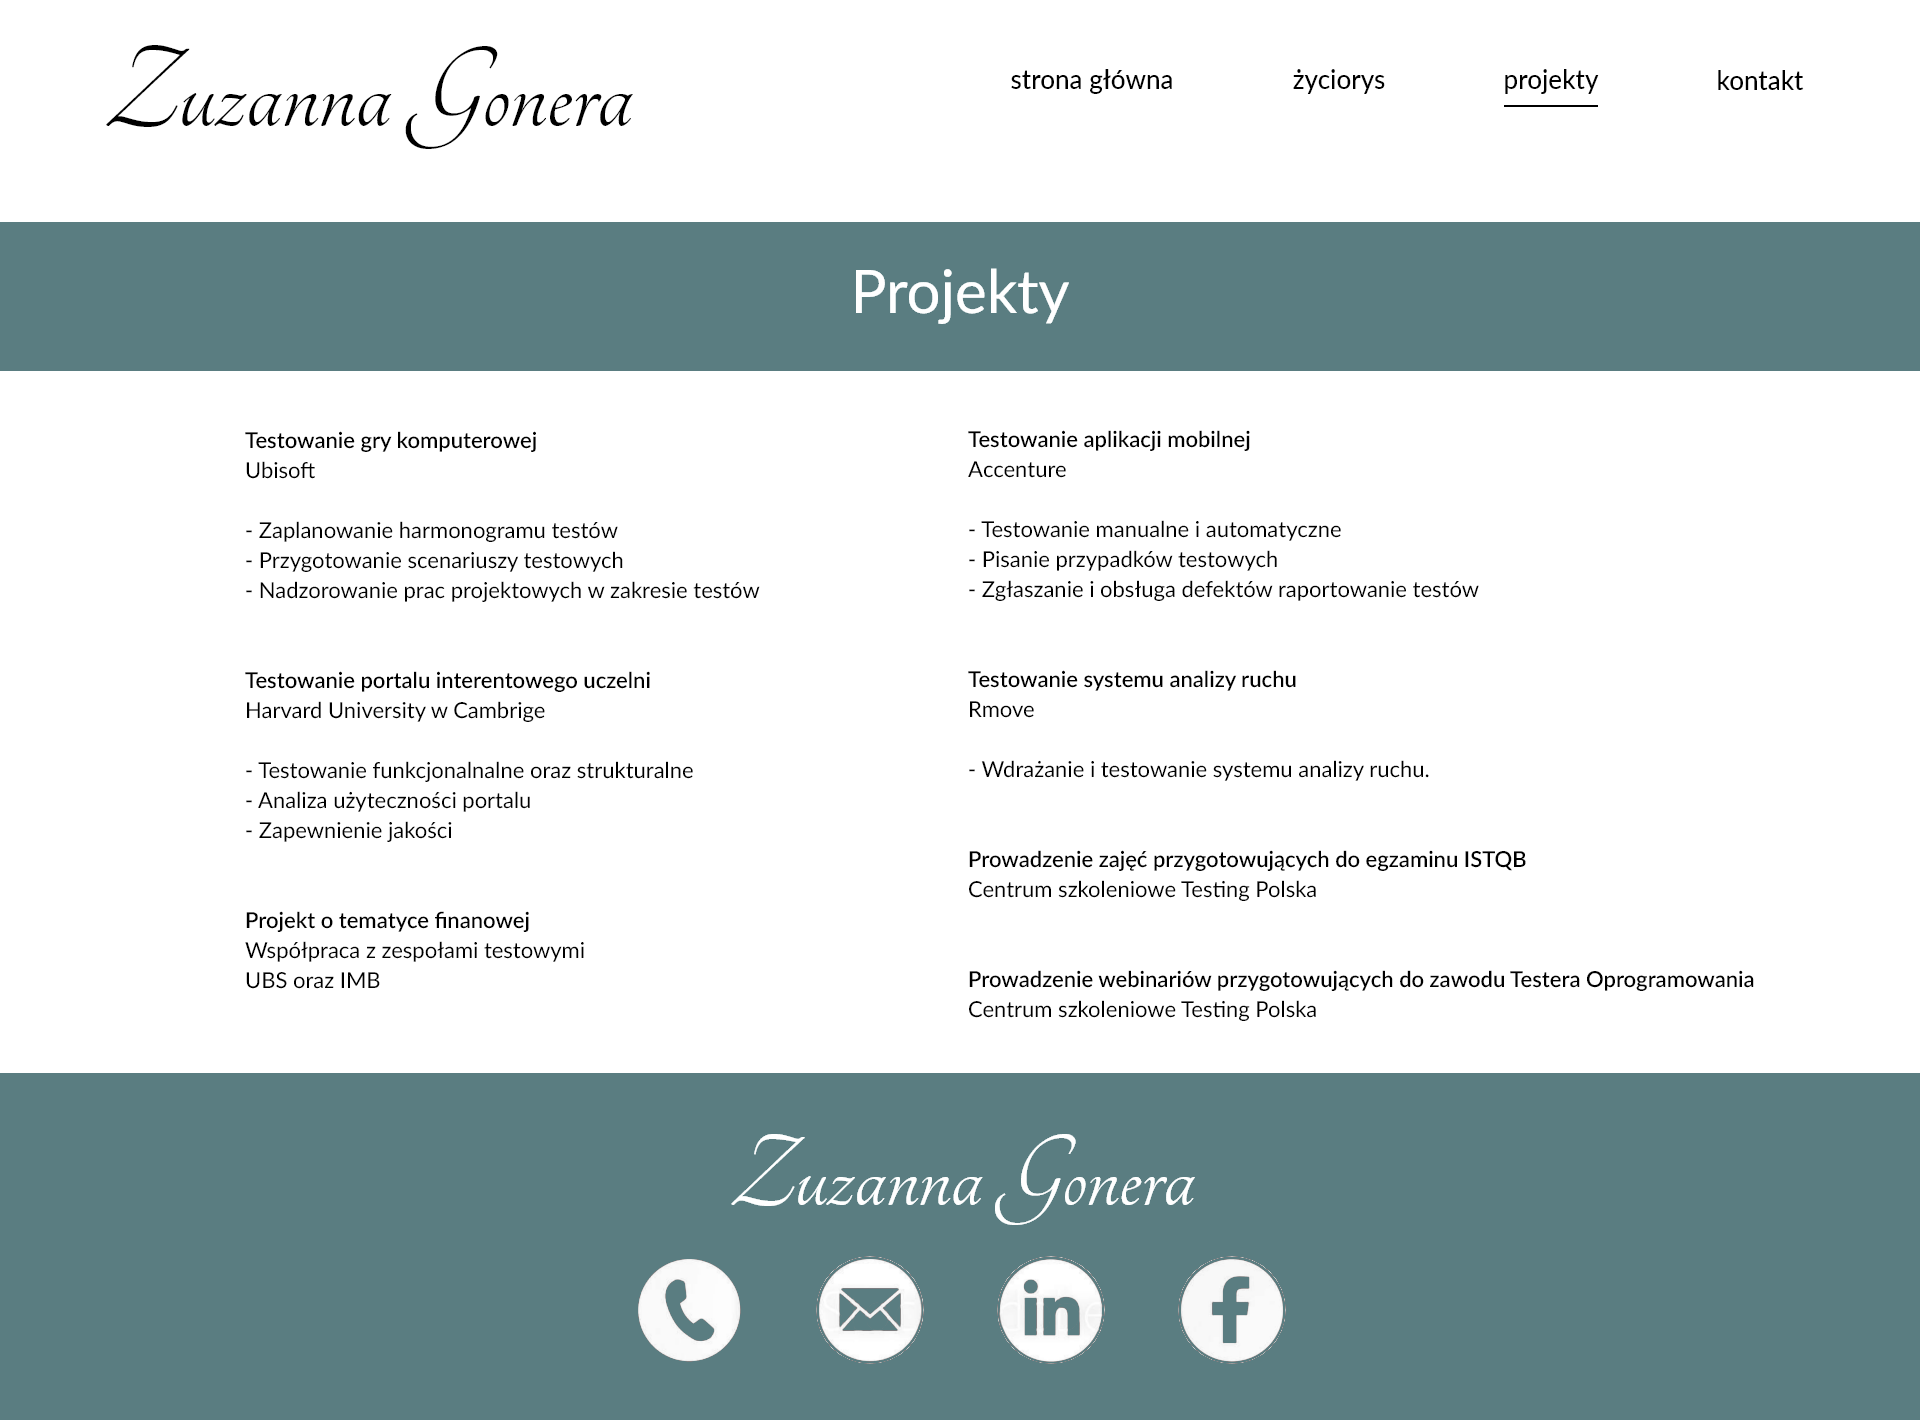 Zuzanna Gonera
strona główna
życiorys
projekty
kontakt
Projekty
Testowanie gry komputerowej
Ubisoft
- Zaplanowanie harmonogramu testów
- Przygotowanie scenariuszy testowych
- Nadzorowanie prac projektowych w zakresie testów
Testowanie portalu interentowego uczelni
Harvard University w Cambrige
- Testowanie funkcjonalnalne oraz strukturalne
- Analiza użyteczności portalu
- Zapewnienie jakości
Projekt o tematyce finanowej
Współpraca z zespołami testowymi
UBS oraz IMB
Testowanie aplikacji mobilnej
Accenture
- Testowanie manualne i automatyczne
- Pisanie przypadków testowych
- Zgłaszanie i obsługa defektów raportowanie testów
Testowanie systemu analizy ruchu
Rmove
- Wdrażanie i testowanie systemu analizy ruchu.
Prowadzenie zajęć przygotowujących do egzaminu ISTQB
Centrum szkoleniowe Testing Polska
Prowadzenie webinariów przygotowujących do zawodu Testera Oprogramowania
Centrum szkoleniowe Testing Polska
Zuzanna Gonera
in
f